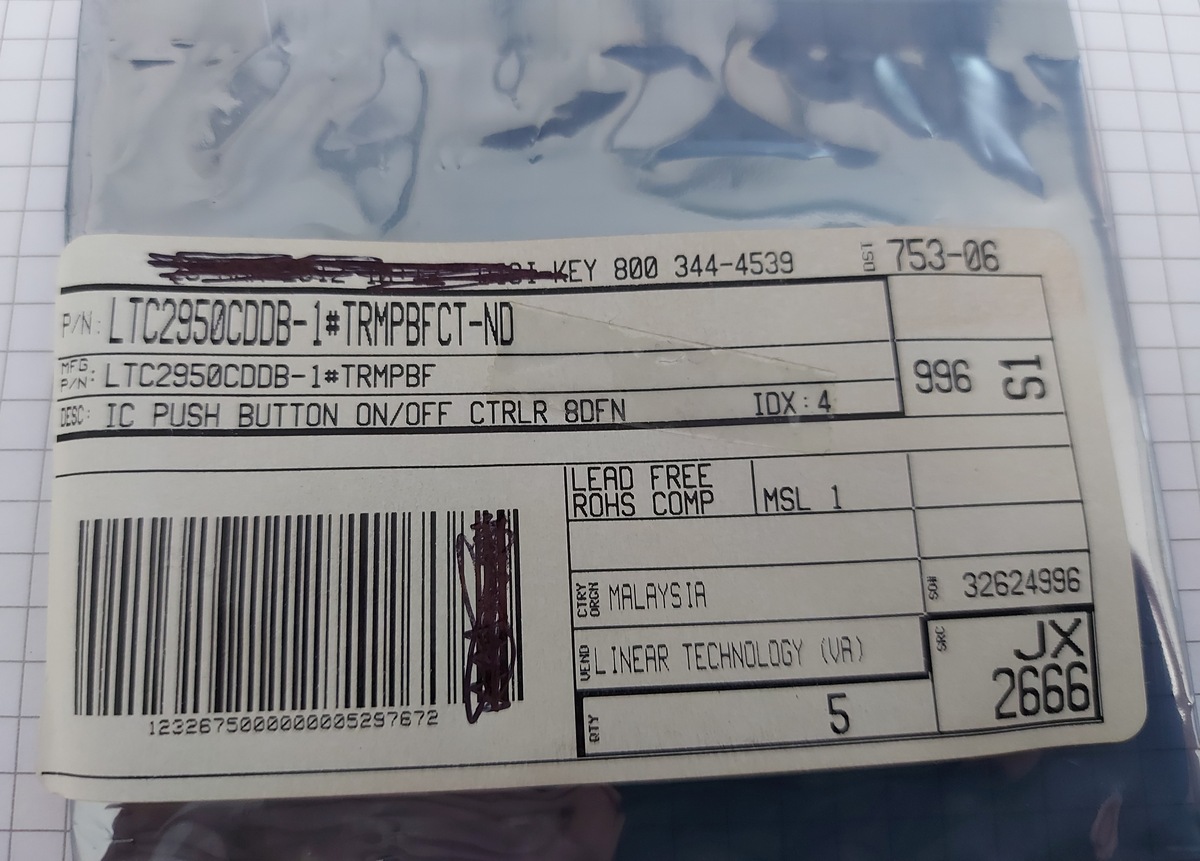 KEY 800 344-4539
DST 753-06
P/N: LTC2950CDDB-1#TRMPBFCT-ND
MFG. P/N: LTC2950CDDB-1#TRMPBF
996 S1
DESC: IC PUSH BUTTON ON/OFF CTRLR 8DFN IDX: 4
LEAD FREE
ROHS COMP
MSL 1
CTRY ORGN MALAYSIA
SO# 32624996
VEND LINEAR TECHNOLOGY (VA)
SRC JX
2666
QTY 5
1232675000000005297672